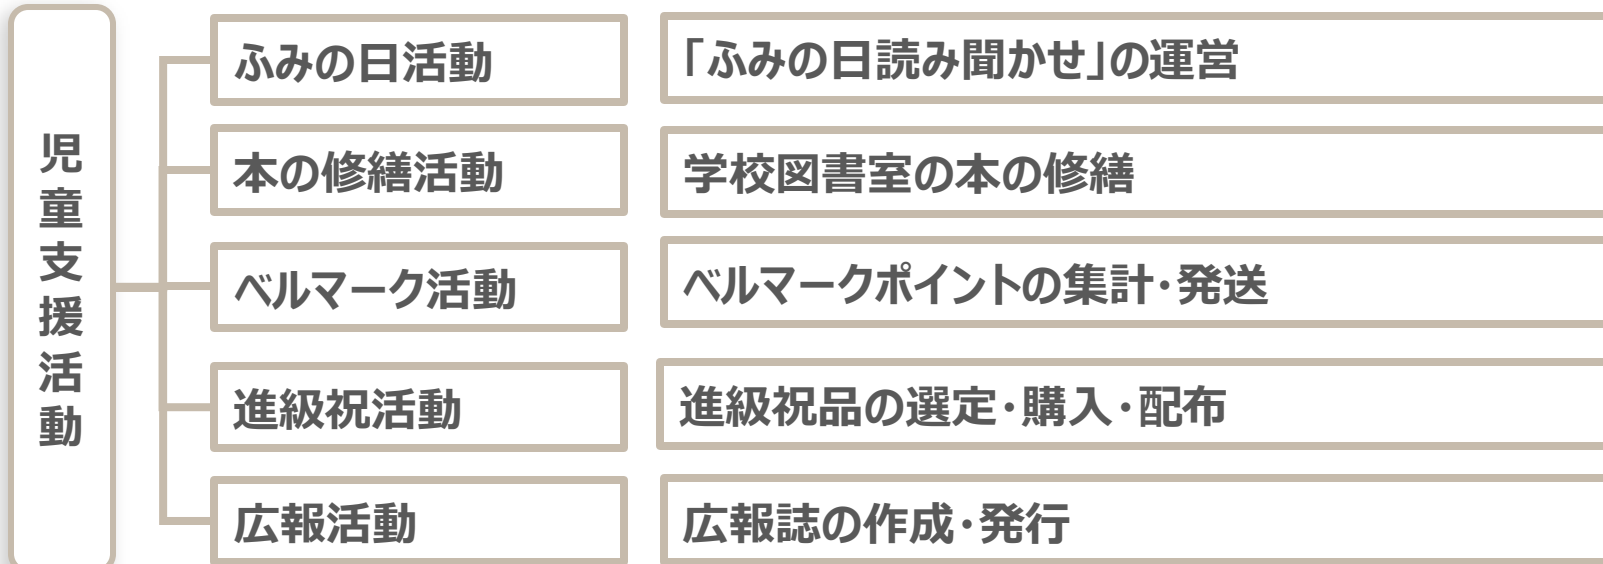 児童支援活動
ふみの日活動
「ふみの日読み聞かせ」の運営
本の修繕活動
学校図書室の本の修繕
ベルマーク活動
ベルマークポイントの集計・発送
進級祝活動
進級祝品の選定・購入・配布
広報活動
広報誌の作成・発行